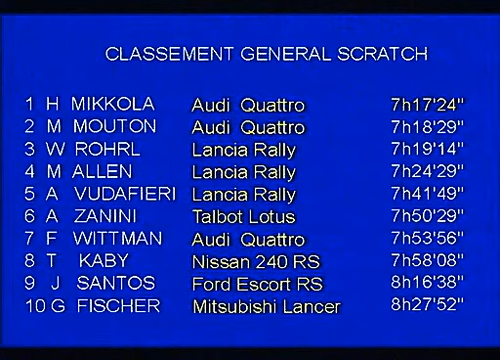 CLASSEMENT GENERAL SCRATCH
1 H MIKKOLA Audi Quattro 7h17'24"
2 M MOUTON Audi Quattro 7h18'29"
3 W ROHRL Lancia Rally 7h19'14"
4 M ALLEN Lancia Rally 7h24'29"
5 A VUDAFIERI Lancia Rally 7h41'49"
6 A ZANINI Talbot Lotus 7h50'29"
7 F WITTMAN Audi Quattro 7h53'56"
8 T KABY Nissan 240 RS 7h58'08"
9 J SANTOS Ford Escort RS 8h16'38"
10 G FISCHER Mitsubishi Lancer 8h27'52"